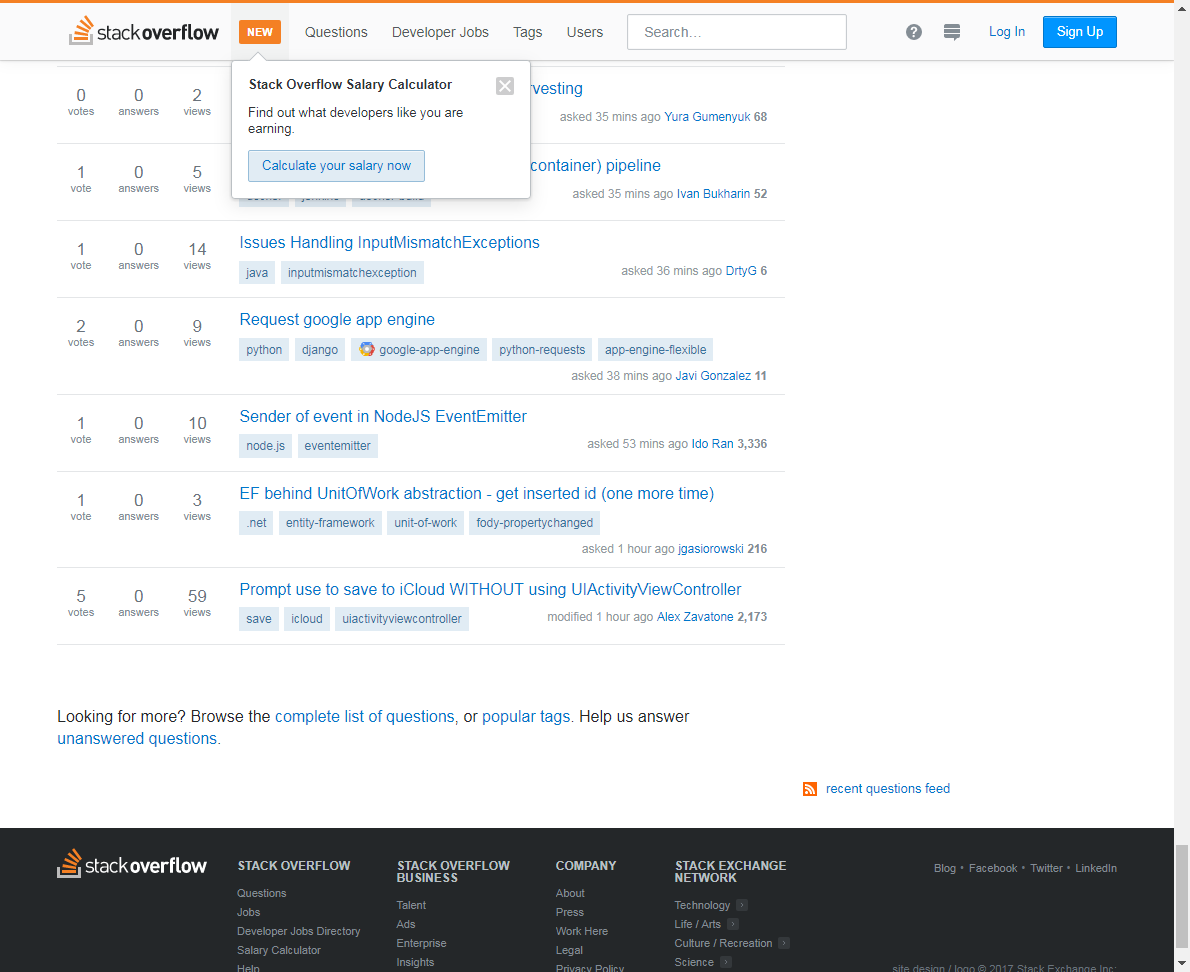 stackoverflow NEW Questions Developer Jobs Tags Users Search... ? Log In Sign Up
Stack Overflow Salary Calculator
Find out what developers like you are
earning.
Calculate your salary now
0 votes 0 answers 2 views
asked 35 mins ago Yura Gumenyuk 68
1 vote 0 answers 5 views
container) pipeline
asked 35 mins ago Ivan Bukharin 52
1 vote 0 answers 14 views
Issues Handling InputMismatchExceptions
java inputmismatchexception
asked 36 mins ago DrtyG 6
2 votes 0 answers 9 views
Request google app engine
python django google-app-engine python-requests app-engine-flexible
asked 38 mins ago Javi Gonzalez 11
1 vote 0 answers 10 views
Sender of event in NodeJS EventEmitter
node.js eventemitter
asked 53 mins ago Ido Ran 3,336
1 vote 0 answers 3 views
EF behind UnitOfWork abstraction - get inserted id (one more time)
.net entity-framework unit-of-work fody-propertychanged
asked 1 hour ago jgasiorowski 216
5 votes 0 answers 59 views
Prompt use to save to iCloud WITHOUT using UIActivityViewController
save icloud uiactivityviewcontroller
modified 1 hour ago Alex Zavatone 2,173
Looking for more? Browse the complete list of questions, or popular tags. Help us answer
unanswered questions.
recent questions feed
stackoverflow
STACK OVERFLOW
Questions
Jobs
Developer Jobs Directory
Salary Calculator
Help
STACK OVERFLOW
BUSINESS
Talent
Ads
Enterprise
Insights
COMPANY
About
Press
Work Here
Legal
Privacy Policy
STACK EXCHANGE
NETWORK
Technology
Life / Arts
Culture / Recreation
Science
Blog • Facebook • Twitter • LinkedIn
site design / logo © 2017 Stack Exchange Inc;